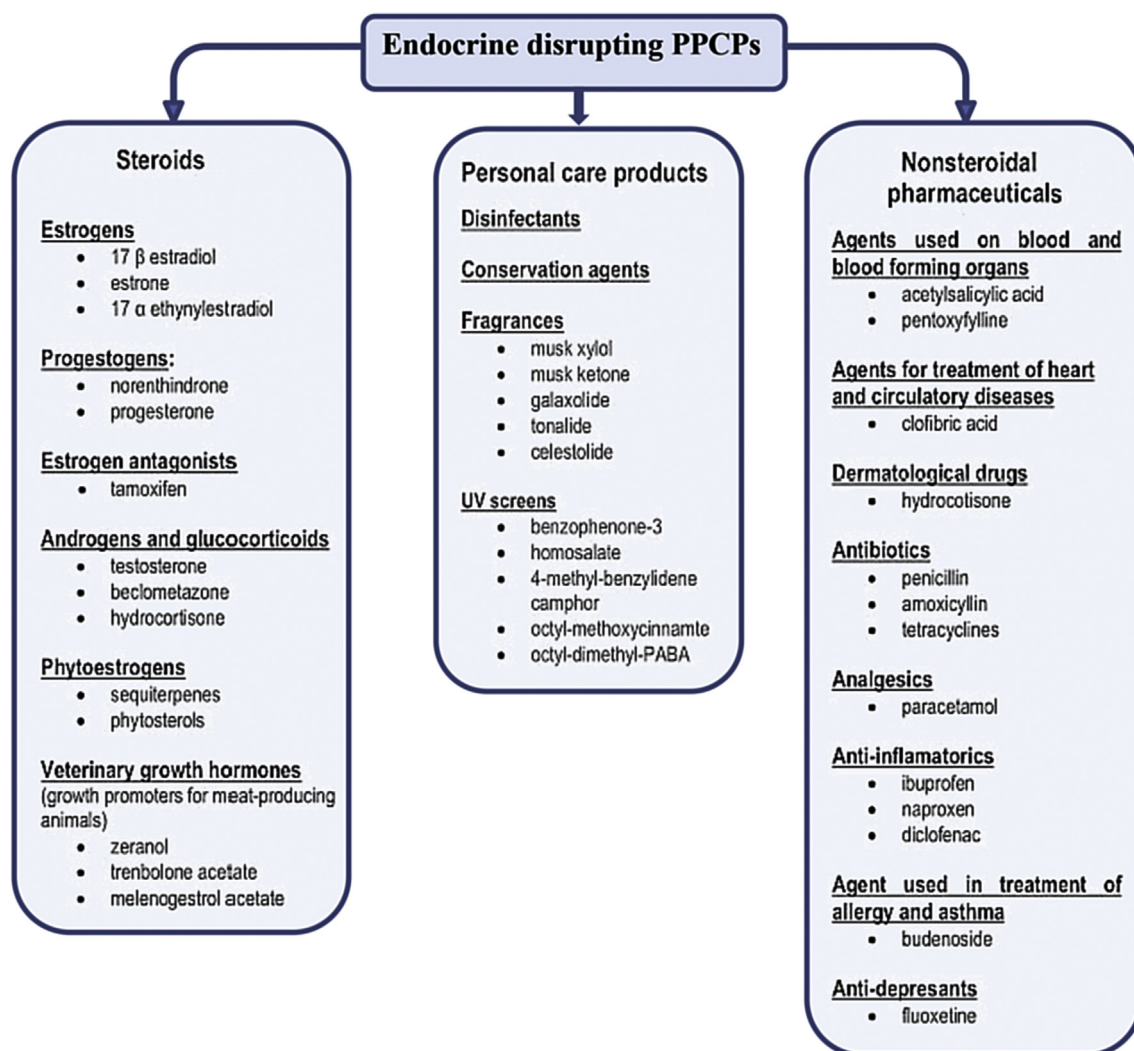 Endocrine disrupting PPCPs
Steroids
Estrogens
• 17 β estradiol
• estrone
• 17 α ethynylestradiol
Progestogens:
• norenthindrone
• progesterone
Estrogen antagonists
• tamoxifen
Androgens and glucocorticoids
• testosterone
• beclometazone
• hydrocortisone
Phytoestrogens
• sequiterpenes
• phytosterols
Veterinary growth hormones
(growth promoters for meat-producing
animals)
• zeranol
• trenbolone acetate
• melenogestrol acetate
Personal care products
Disinfectants
Conservation agents
Fragrances
• musk xylol
• musk ketone
• galaxolide
• tonalide
• celestolide
UV screens
• benzophenone-3
• homosalate
• 4-methyl-benzylidene
camphor
• octyl-methoxycinnamte
• octyl-dimethyl-PABA
Nonsteroidal
pharmaceuticals
Agents used on blood and
blood forming organs
• acetylsalicylic acid
• pentoxyfylline
Agents for treatment of heart
and circulatory diseases
• clofibric acid
Dermatological drugs
• hydrocotisone
Antibiotics
• penicillin
• amoxicyllin
• tetracyclines
Analgesics
• paracetamol
Anti-inflamatorics
• ibuprofen
• naproxen
• diclofenac
Agent used in treatment of
allergy and asthma
• budenoside
Anti-depresants
• fluoxetine